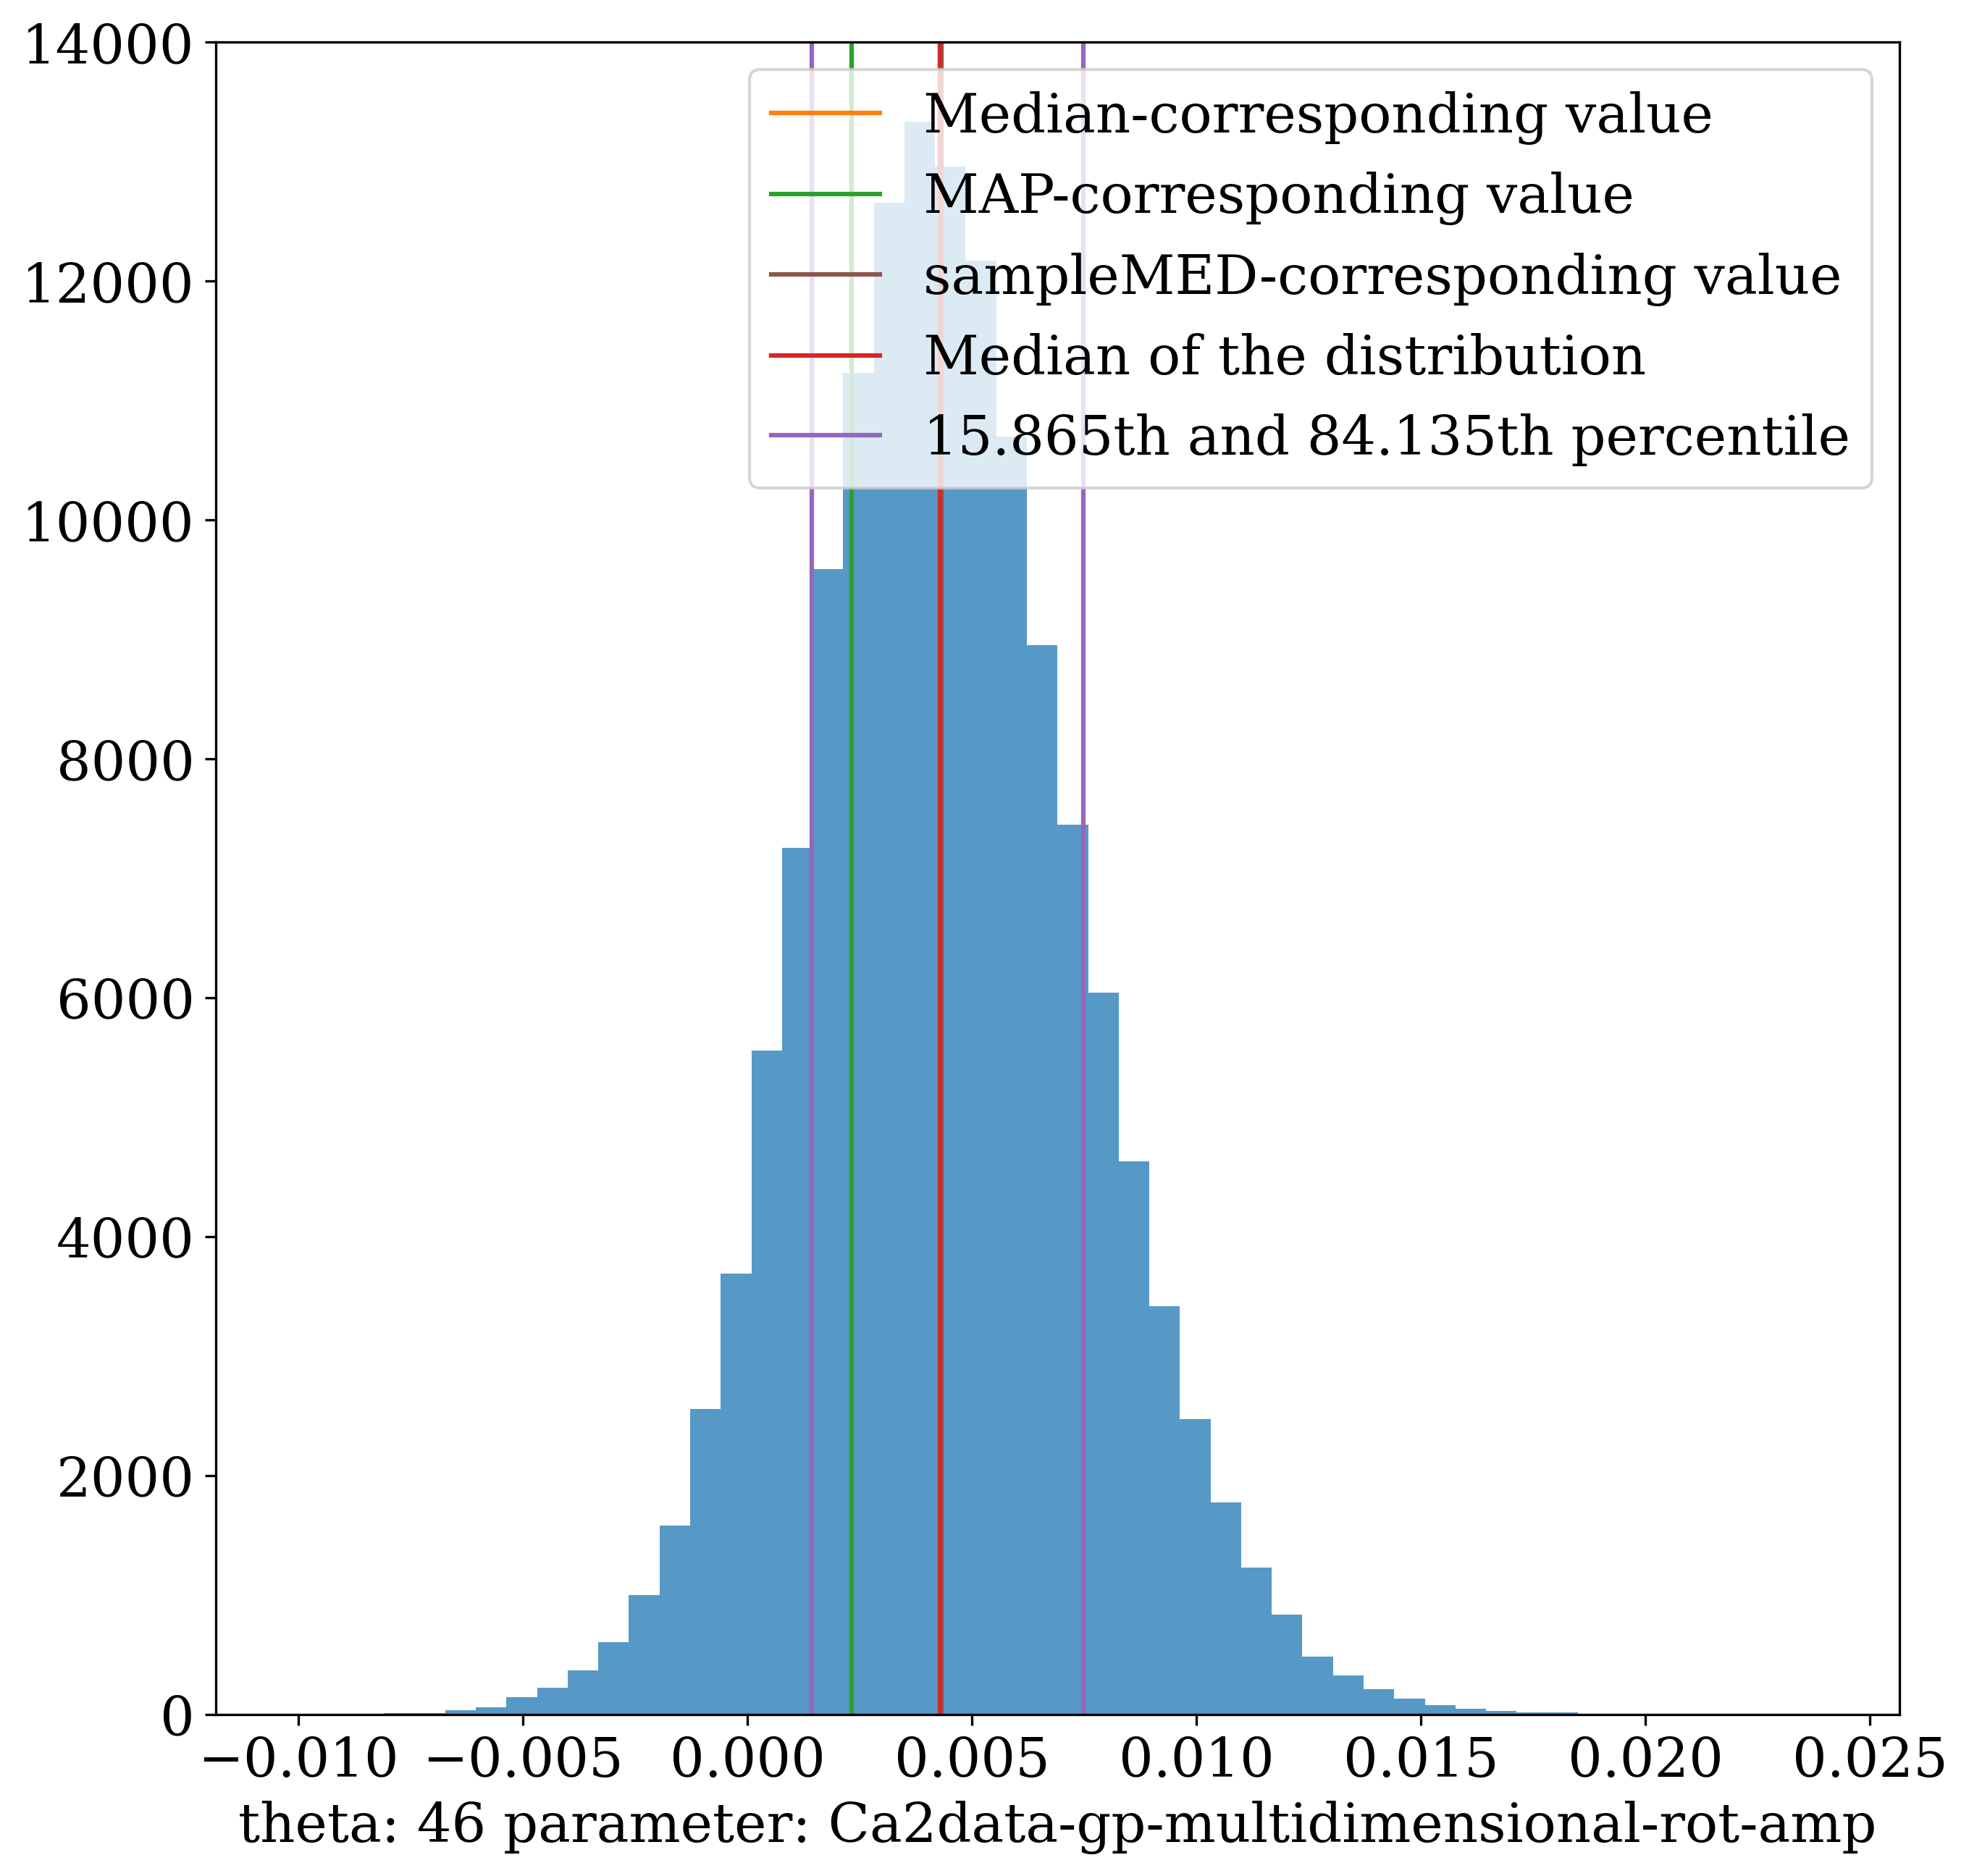 14000
12000
10000
8000
6000
4000
2000
0
Median-corresponding value
MAP-corresponding value
sampleMED-corresponding value
Median of the distribution
15.865th and 84.135th percentile
−0.010 −0.005 0.000 0.005 0.010 0.015 0.020 0.025
theta: 46 parameter: Ca2data-gp-multidimensional-rot-amp